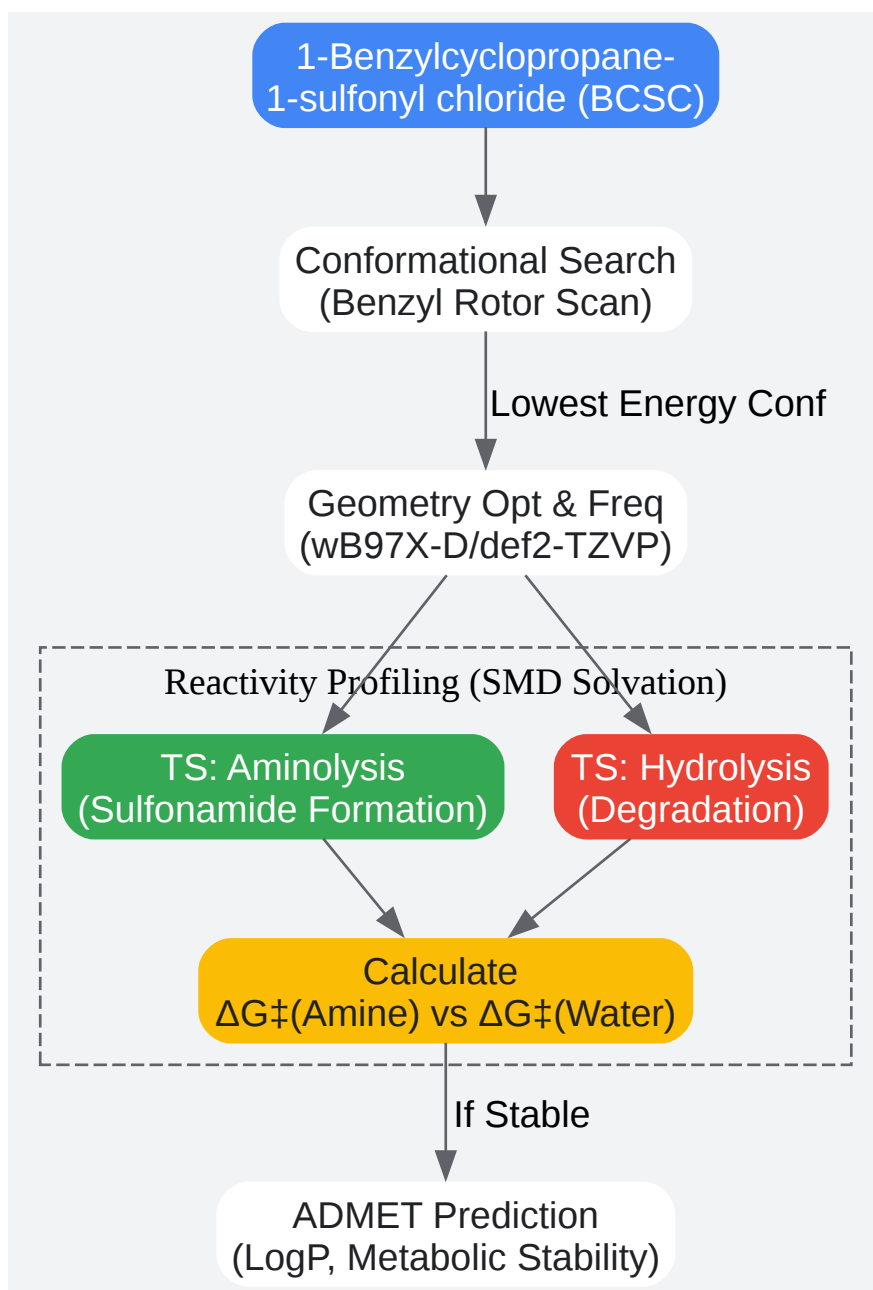 1-Benzylcyclopropane-
1-sulfonyl chloride (BCSC)
Conformational Search
(Benzyl Rotor Scan)
Lowest Energy Conf
Geometry Opt & Freq
(wB97X-D/def2-TZVP)
Reactivity Profiling (SMD Solvation)
TS: Aminolysis
(Sulfonamide Formation)
TS: Hydrolysis
(Degradation)
Calculate
ΔG‡(Amine) vs ΔG‡(Water)
If Stable
ADMET Prediction
(LogP, Metabolic Stability)